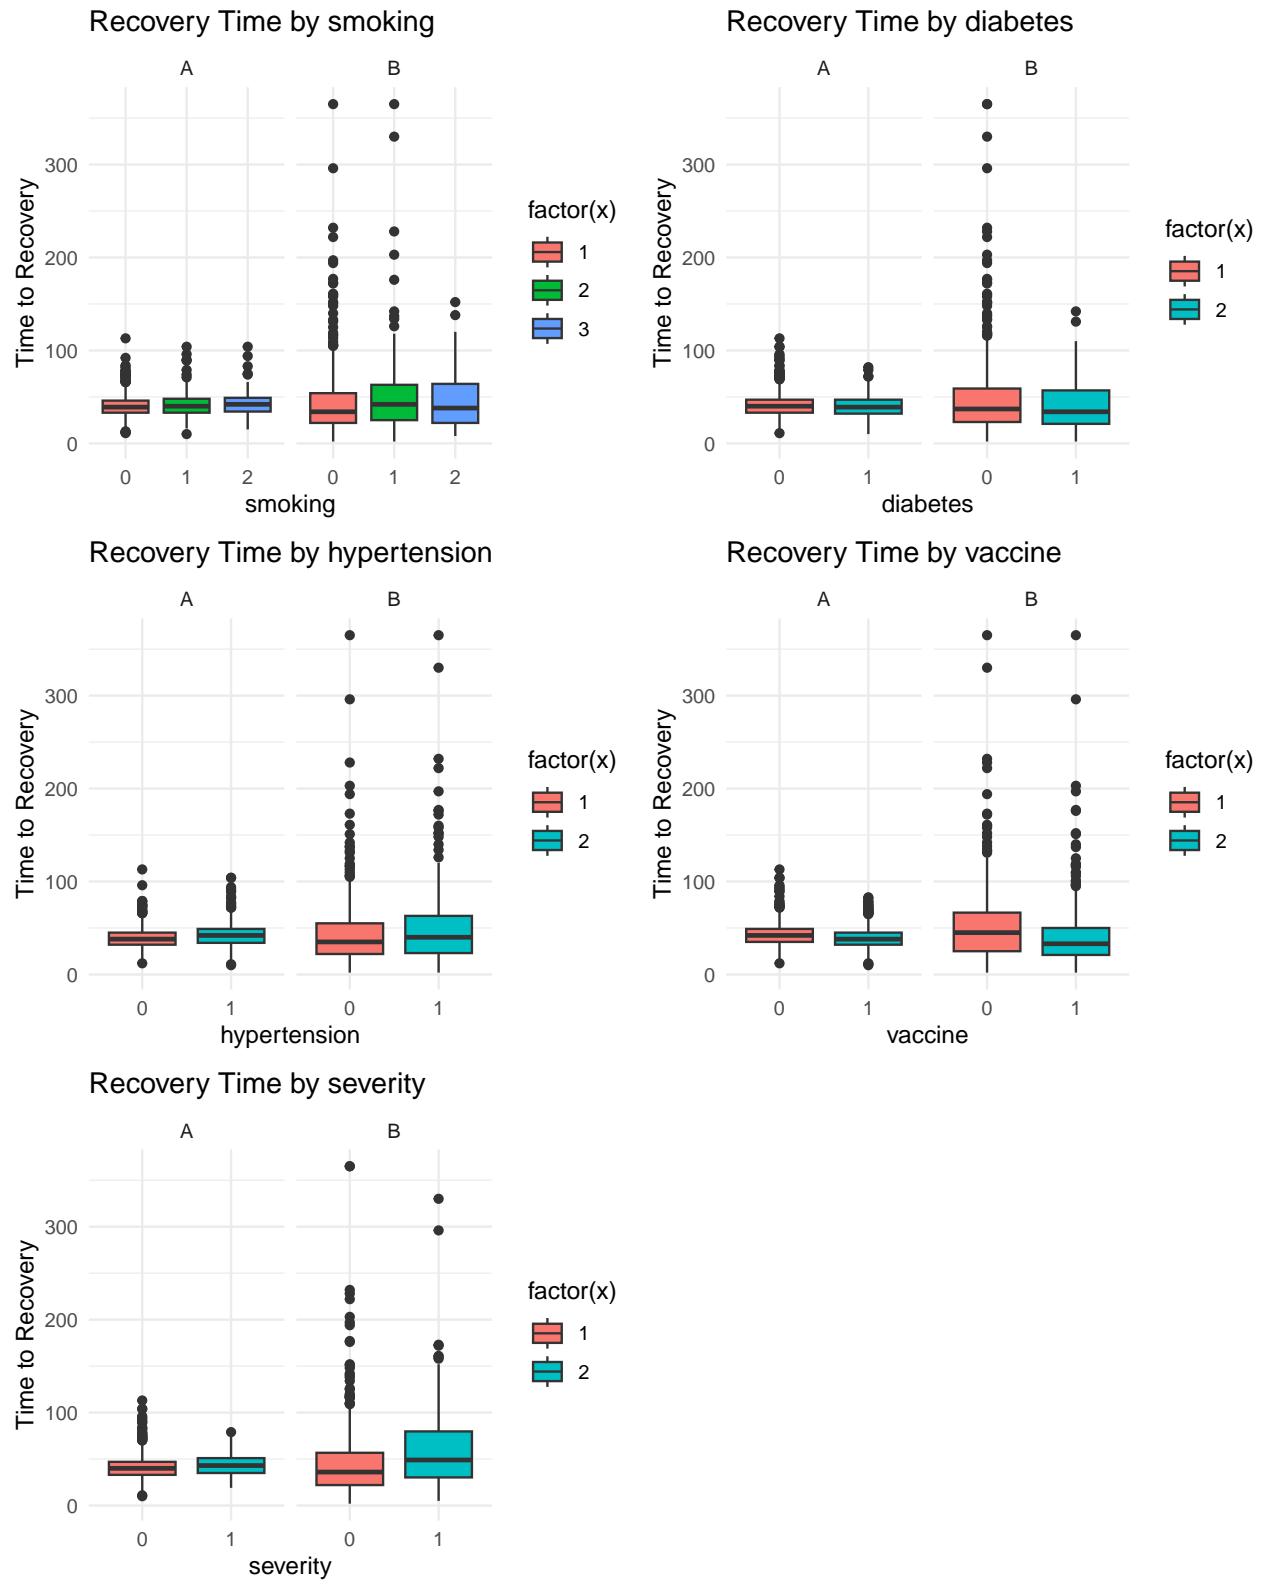 Recovery Time by smoking
A B
Time to Recovery
300
200
100
0
0 1 2 0 1 2
smoking
factor(x)
1
2
3
Recovery Time by diabetes
A B
Time to Recovery
300
200
100
0
0 1 0 1
diabetes
factor(x)
1
2
Recovery Time by hypertension
A B
Time to Recovery
300
200
100
0
0 1 0 1
hypertension
factor(x)
1
2
Recovery Time by vaccine
A B
Time to Recovery
300
200
100
0
0 1 0 1
vaccine
factor(x)
1
2
Recovery Time by severity
A B
Time to Recovery
300
200
100
0
0 1 0 1
severity
factor(x)
1
2